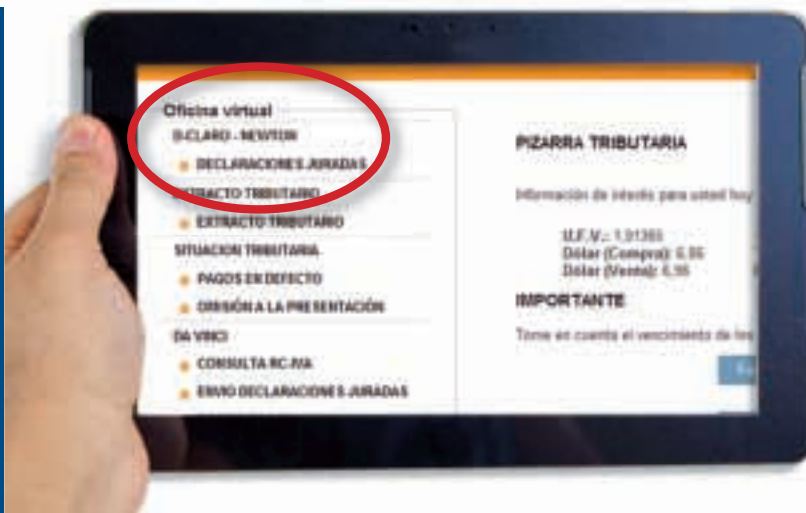 Oficina virtual
D-CLARO - NEWTON
DECLARACIONES JURADAS
EXTRACTO TRIBUTARIO
EXTRACTO TRIBUTARIO
SITUACION TRIBUTARIA
PAGOS EN DEFECTO
OMISIÓN A LA PRESENTACIÓN
DA VINCI
CONSULTA RC-IVA
ENVIO DECLARACIONES JURADAS
PIZARRA TRIBUTARIA
Información de interés para usted hoy
U.F.V.: 1,91365
Dólar (Compra): 6.86
Dólar (Venta): 6.96
IMPORTANTE
Tome en cuenta el vencimiento de los